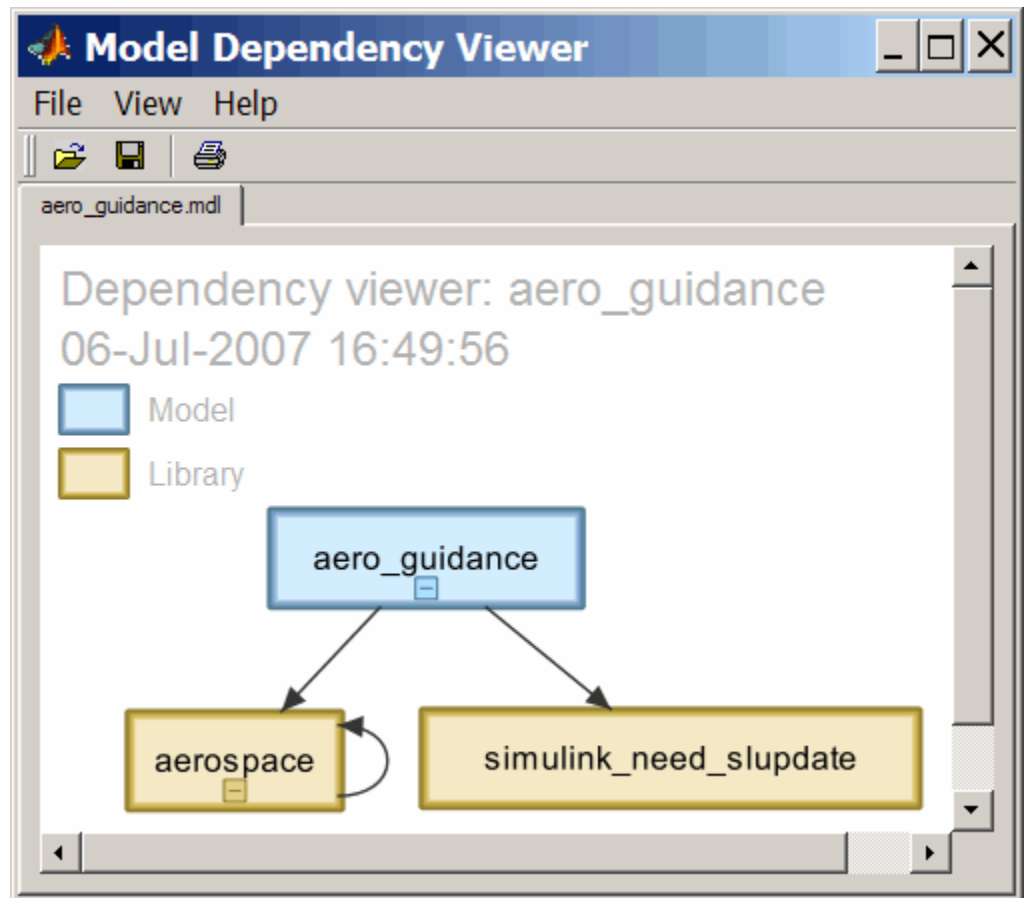 Model Dependency Viewer
File View Help
aero_guidance.mdl
Dependency viewer: aero_guidance
06-Jul-2007 16:49:56
Model
Library
aero_guidance
aerospace
simulink_need_slupdate